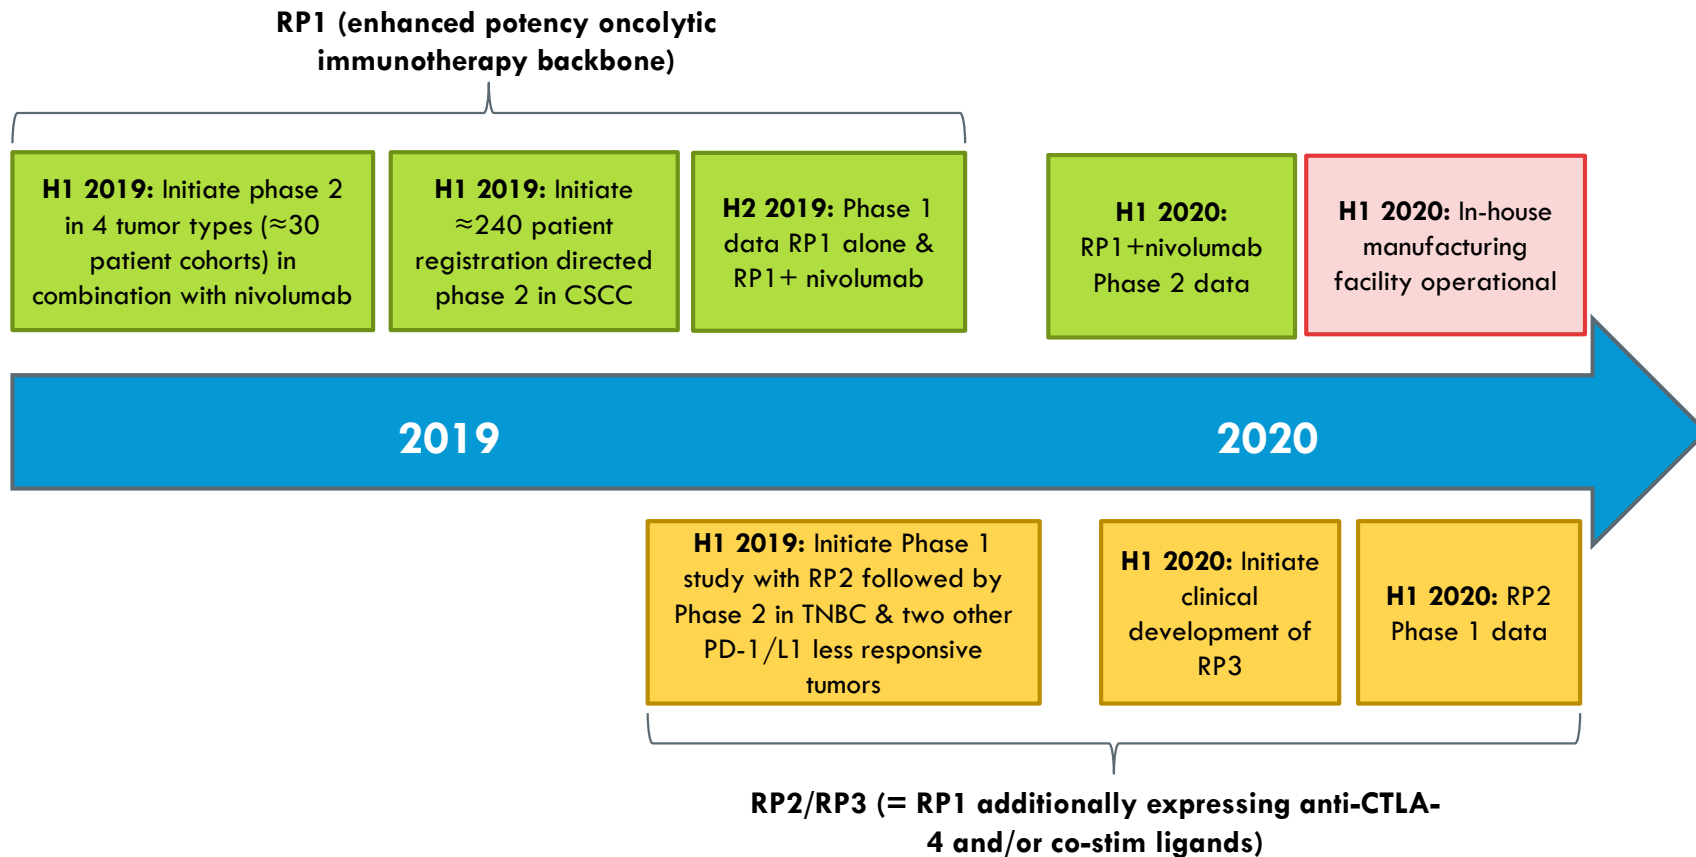 RP1 (enhanced potency oncolytic
immunotherapy backbone)
H1 2019: Initiate phase 2
in 4 tumor types (≈30
patient cohorts) in
combination with nivolumab
H1 2019: Initiate
≈240 patient
registration directed
phase 2 in CSCC
H2 2019: Phase 1
data RP1 alone &
RP1+ nivolumab
H1 2020:
RP1+nivolumab
Phase 2 data
H1 2020: In-house
manufacturing
facility operational
2019
2020
H1 2019: Initiate Phase 1
study with RP2 followed by
Phase 2 in TNBC & two other
PD-1/L1 less responsive
tumors
H1 2020: Initiate
clinical
development of
RP3
H1 2020: RP2
Phase 1 data
RP2/RP3 (= RP1 additionally expressing anti-CTLA-
4 and/or co-stim ligands)